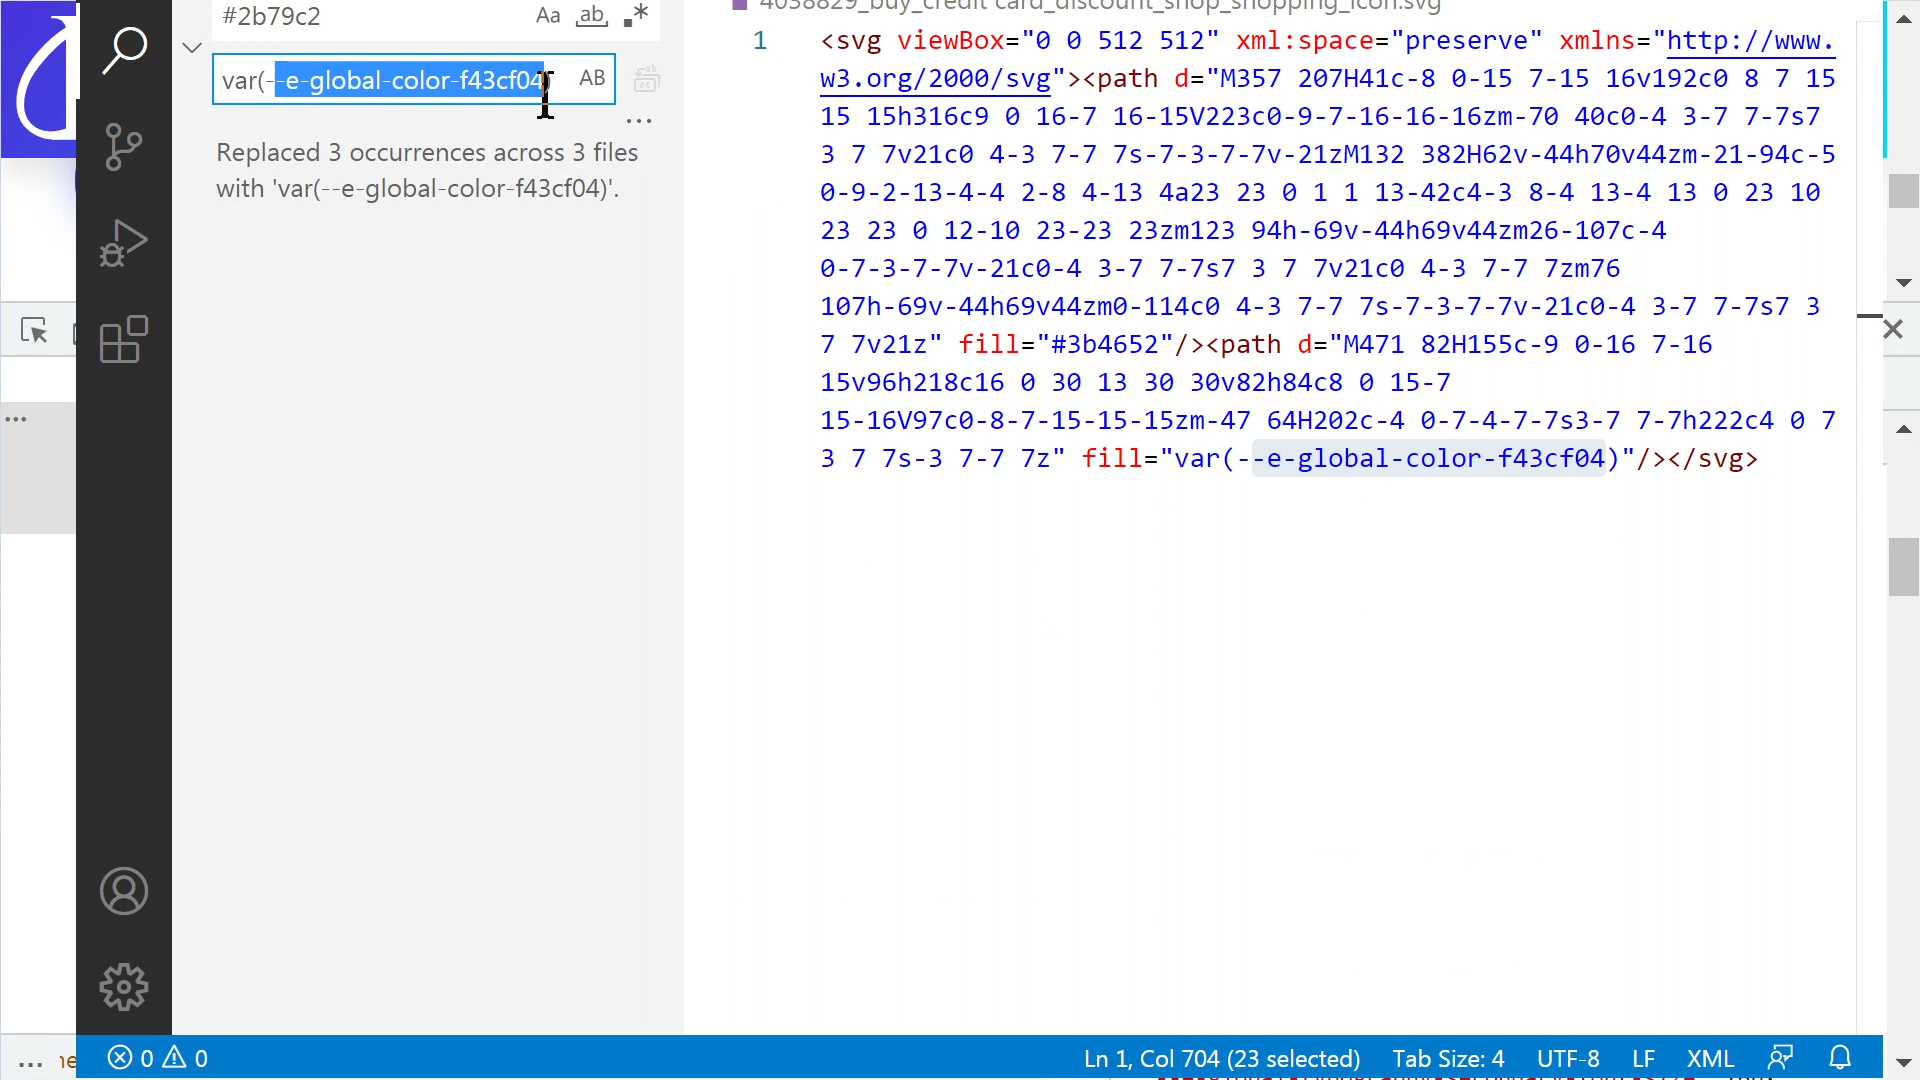 #2b79c2
Aa ab .*
var(--e-global-color-f43cf04)
AB
...
Replaced 3 occurrences across 3 files
with 'var(--e-global-color-f43cf04)'.
4038829_buy_credit card_discount_shop_shopping_icon.svg
1
<svg viewBox="0 0 512 512" xml:space="preserve" xmlns="http://www.
w3.org/2000/svg"><path d="M357 207H41c-8 0-15 7-15 16v192c0 8 7 15
15 15h316c9 0 16-7 16-15V223c0-9-7-16-16-16zm-70 40c0-4 3-7 7-7s7
3 7 7v21c0 4-3 7-7 7s-7-3-7-7v-21zM132 382H62v-44h70v44zm-21-94c-5
0-9-2-13-4-4 2-8 4-13 4a23 23 0 1 1 13-42c4-3 8-4 13-4 13 0 23 10
23 23 0 12-10 23-23 23zm123 94h-69v-44h69v44zm26-107c-4
0-7-3-7-7v-21c0-4 3-7 7-7s7 3 7 7v21c0 4-3 7-7 7zm76
107h-69v-44h69v44zm0-114c0 4-3 7-7 7s-7-3-7-7v-21c0-4 3-7 7-7s7 3
7 7v21z" fill="#3b4652"/><path d="M471 82H155c-9 0-16 7-16
15v96h218c16 0 30 13 30 30v82h84c8 0 15-7
15-16V97c0-8-7-15-15-15zm-47 64H202c-4 0-7-4-7-7s3-7 7-7h222c4 0 7
3 7 7s-3 7-7 7z" fill="var(--e-global-color-f43cf04)"/></svg>
...
0 0
Ln 1, Col 704 (23 selected)
Tab Size: 4
UTF-8
LF
XML